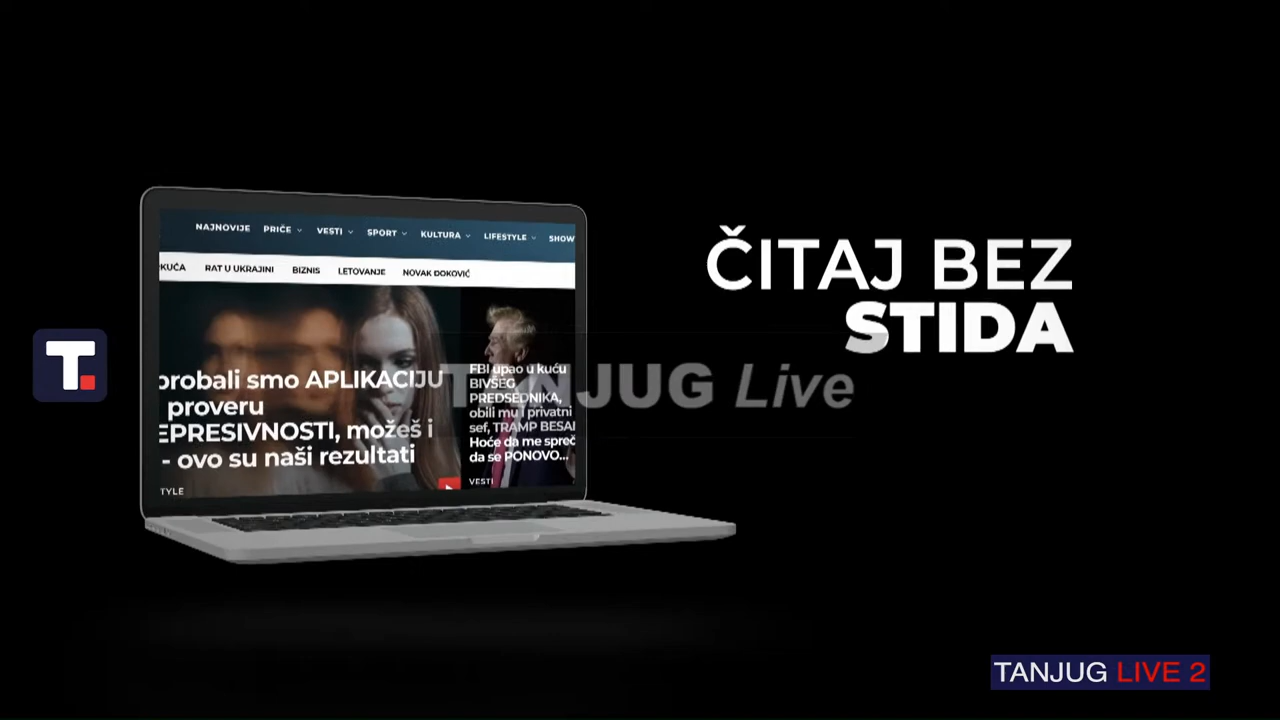 NAJNOVIJE PRIČE VESTI SPORT KULTURA LIFESTYLE SHOW
KUĆA RAT U UKRAJINI BIZNIS LETOVANJE NOVAK ĐOKOVIĆ
probali smo APLIKACIJU
proveru
EPRESIVNOSTI, možeš i
- ovo su naši rezultati
TYLE
FBI upao u kuću
BIVŠEG
PREDSEDNIKA,
obili mu i privatni
sef, TRAMP BESAN
Hoće da me spreč
da se PONOVO...
VESTI
ČITAJ BEZ
STIDA
T.
TANJUG Live
TANJUG LIVE 2